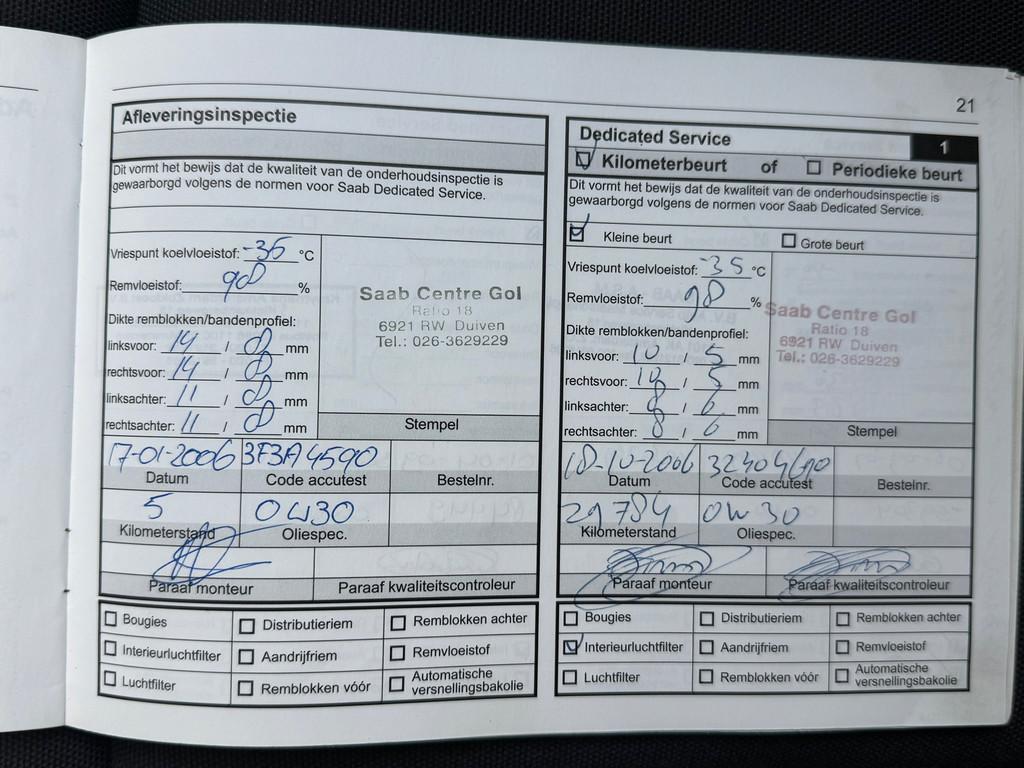 21
Afleveringsinspectie
Dit vormt het bewijs dat de kwaliteit van de onderhoudsinspectie is
gewaarborgd volgens de normen voor Saab Dedicated Service.
Vriespunt koelvloeistof: -35 °C
Remvloeistof: 98 %
Dikte remblokken/bandenprofiel:
linksvoor: 14 / 8 mm
rechtsvoor: 14 / 8 mm
linksachter: 11 / 8 mm
rechtsachter: 11 / 8 mm
Saab Centre Gol
Ratio 18
6921 RW Duiven
Tel.: 026-3629229
Stempel
17-01-2006 3F3A4590
Datum Code accutest Bestelnr.
5 0W30
Kilometerstand Oliespec.
Paraaf monteur Paraaf kwaliteitscontroleur
Bougies Distributieriem Remblokken achter
Interieurluchtfilter Aandrijfriem Remvloeistof
Luchtfilter Remblokken vóór Automatische
versnellingsbakolie
Dedicated Service 1
Kilometerbeurt of Periodieke beurt
Dit vormt het bewijs dat de kwaliteit van de onderhoudsinspectie is
gewaarborgd volgens de normen voor Saab Dedicated Service.
Kleine beurt Grote beurt
Vriespunt koelvloeistof: -35 °C
Remvloeistof: 98 %
Dikte remblokken/bandenprofiel:
linksvoor: 10 / 5 mm
rechtsvoor: 10 / 5 mm
linksachter: 8 / 6 mm
rechtsachter: 8 / 6 mm
Saab Centre Gol
Ratio 18
6921 RW Duiven
Tel.: 026-3629229
Stempel
18-10-2006
Datum Code accutest Bestelnr.
29784 0W30
Kilometerstand Oliespec.
Paraaf monteur Paraaf kwaliteitscontroleur
Bougies Distributieriem Remblokken achter
Interieurluchtfilter Aandrijfriem Remvloeistof
Luchtfilter Remblokken vóór Automatische
versnellingsbakolie